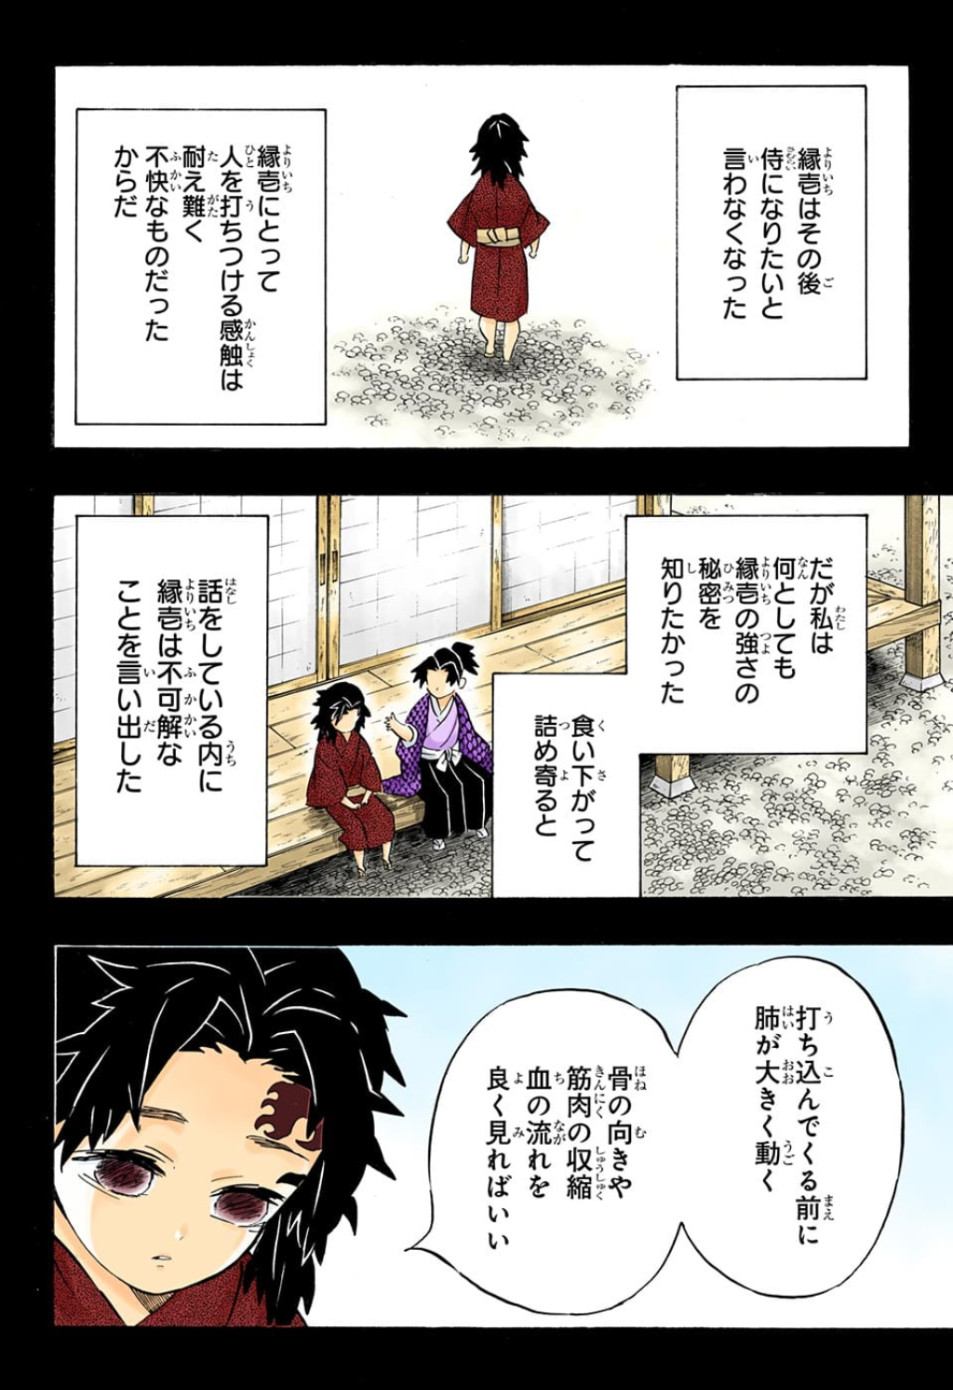 縁壱はその後
侍になりたいと
言わなくなった
縁壱にとって
人を打ちつける感触は
耐え難く
不快なものだった
からだ
だが私は
何としても
縁壱の強さの
秘密を
知りたかった
食い下がって
詰め寄ると
話をしている内に
縁壱は不可解な
ことを言い出した
打ち込んでくる前に
肺が大きく動く
骨の向きや
筋肉の収縮
血の流れを
良く見ればいい